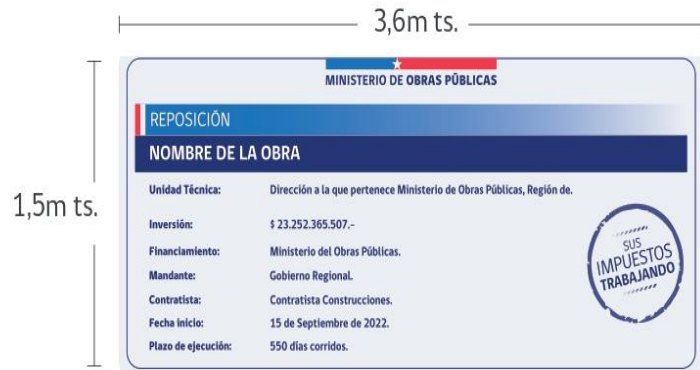 3,6m ts.
MINISTERIO DE OBRAS PÚBLICAS
REPOSICIÓN
NOMBRE DE LA OBRA
1,5m ts.
Unidad Técnica: Dirección a la que pertenece Ministerio de Obras Públicas, Región de.
Inversión: $ 23.252.365.507.-
Financiamiento: Ministerio del Obras Públicas.
Mandante: Gobierno Regional.
Contratista: Contratista Construcciones.
Fecha inicio: 15 de Septiembre de 2022.
Plazo de ejecución: 550 días corridos.
SUS
IMPUESTOS
TRABAJANDO